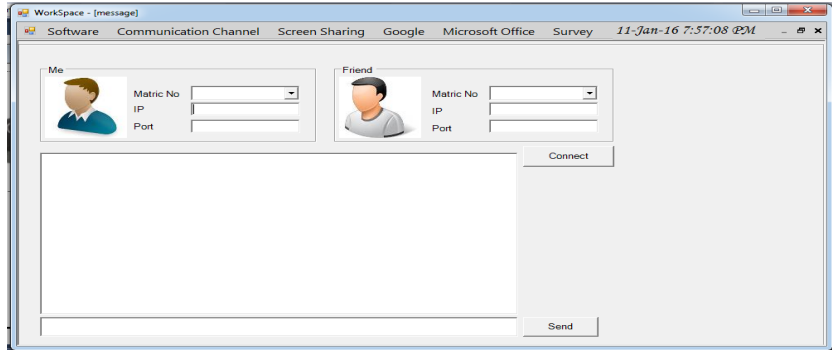 WorkSpace - [message]
Software Communication Channel Screen Sharing Google Microsoft Office Survey 11-Jan-16 7:57:08 PM
Me Friend
Matric No Matric No
IP IP
Port Port
Connect
Send